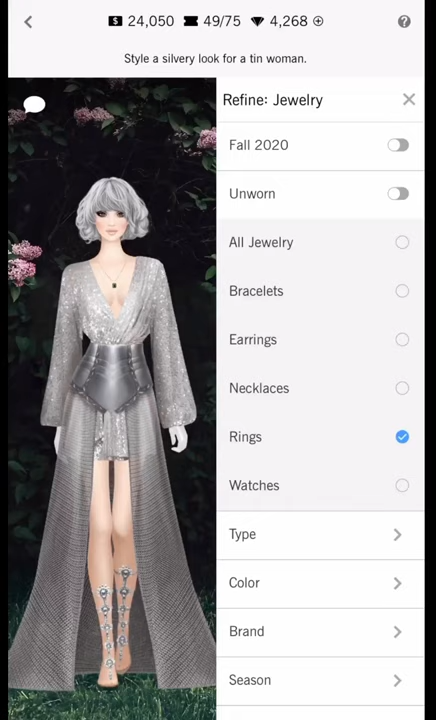 24,050 49/75 4,268
Style a silvery look for a tin woman.
Refine: Jewelry
Fall 2020
Unworn
All Jewelry
Bracelets
Earrings
Necklaces
Rings
Watches
Type
Color
Brand
Season